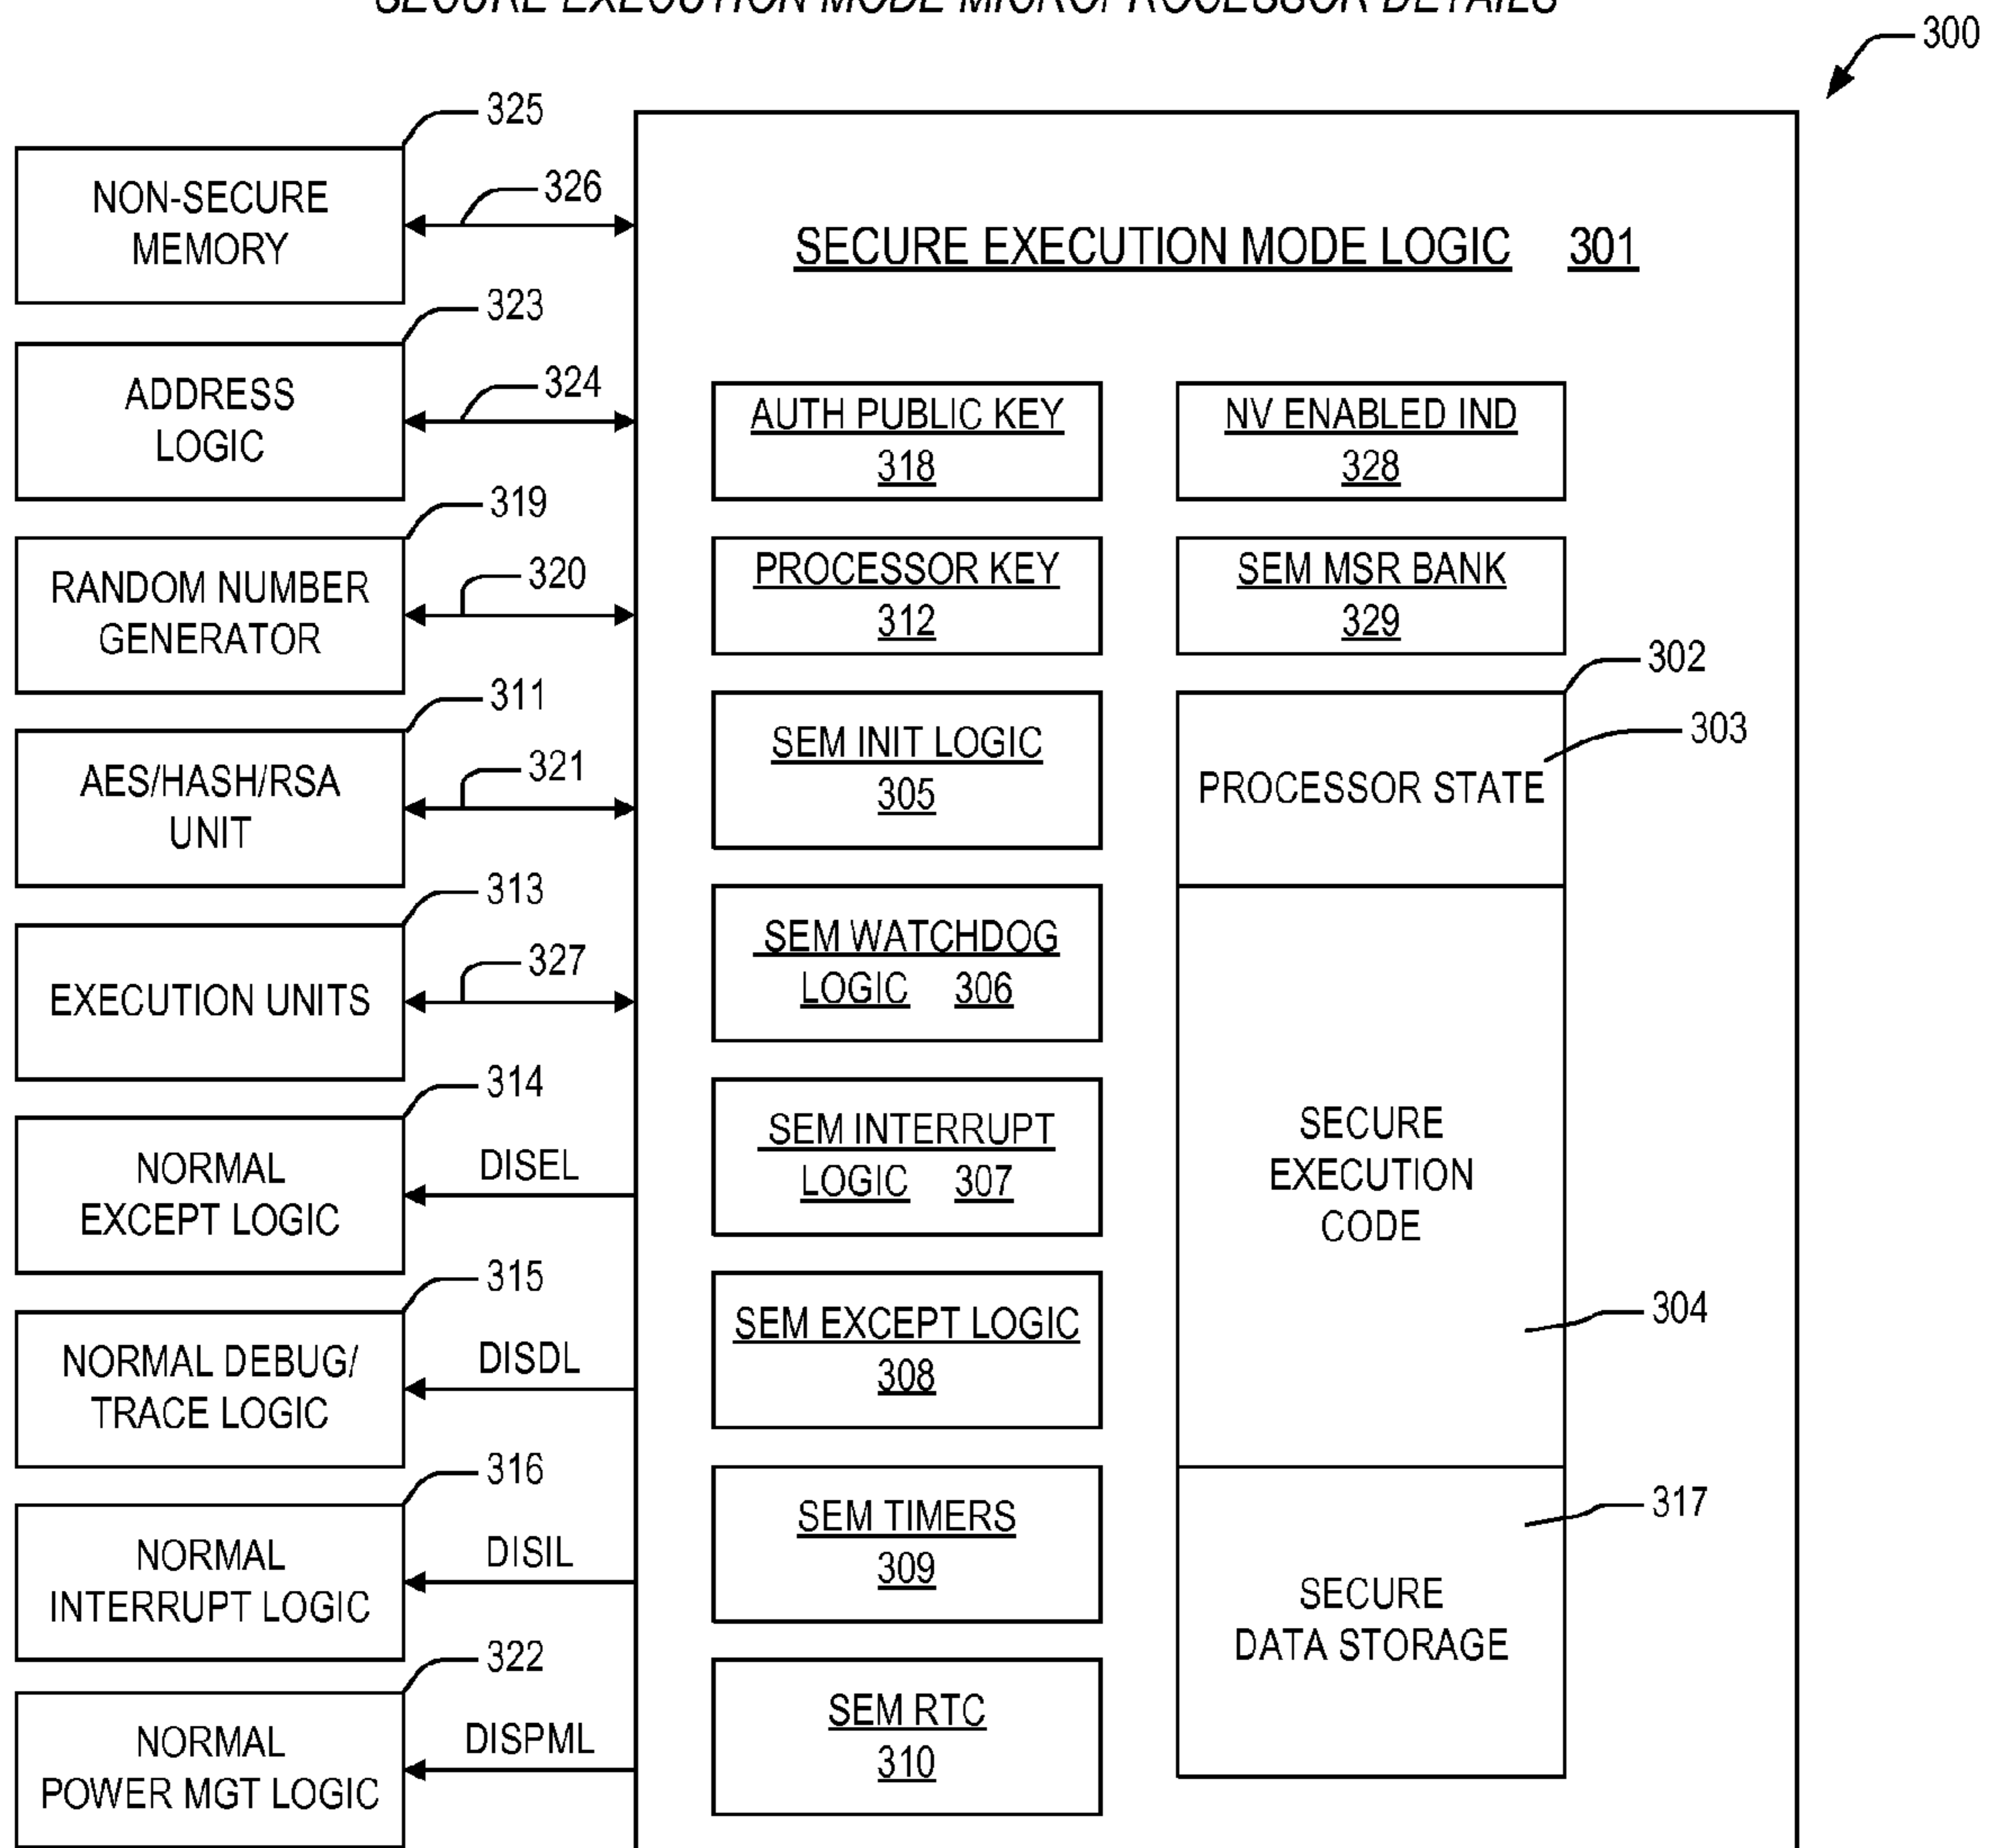 SECURE EXECUTION MODE MICROPROCESSOR DETAILS
300
325
NON-SECURE
MEMORY
326
323
ADDRESS
LOGIC
324
319
RANDOM NUMBER
GENERATOR
320
311
AES/HASH/RSA
UNIT
321
313
EXECUTION UNITS
327
314
NORMAL
EXCEPT LOGIC
DISEL
315
NORMAL DEBUG/
TRACE LOGIC
DISDL
316
NORMAL
INTERRUPT LOGIC
DISIL
322
NORMAL
POWER MGT LOGIC
DISPML
SECURE EXECUTION MODE LOGIC 301
AUTH PUBLIC KEY
318
PROCESSOR KEY
312
SEM INIT LOGIC
305
SEM WATCHDOG
LOGIC 306
SEM INTERRUPT
LOGIC 307
SEM EXCEPT LOGIC
308
SEM TIMERS
309
SEM RTC
310
NV ENABLED IND
328
SEM MSR BANK
329
302
303
PROCESSOR STATE
SECURE
EXECUTION
CODE
304
317
SECURE
DATA STORAGE